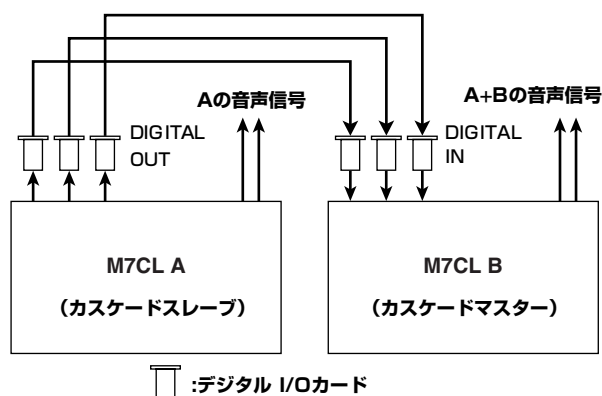 Aの音声信号
A+Bの音声信号
DIGITAL
OUT
DIGITAL
IN
M7CL A
(カスケードスレーブ)
M7CL B
(カスケードマスター)
:デジタル I/Oカード